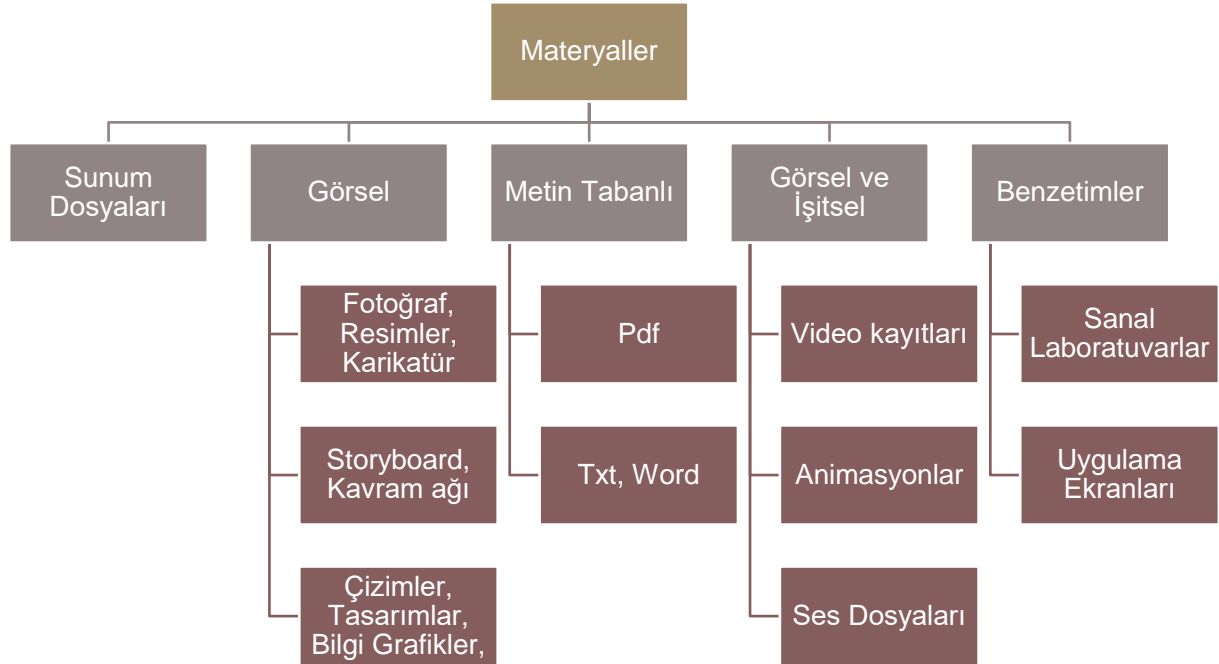 Materyaller
Sunum
Dosyaları
Görsel
Metin Tabanlı
Görsel ve
İşitsel
Benzetimler
Fotoğraf,
Resimler,
Karikatür
Pdf
Video kayıtları
Sanal
Laboratuvarlar
Storyboard,
Kavram ağı
Txt, Word
Animasyonlar
Uygulama
Ekranları
Çizimler,
Tasarımlar,
Bilgi Grafikler,
Ses Dosyaları